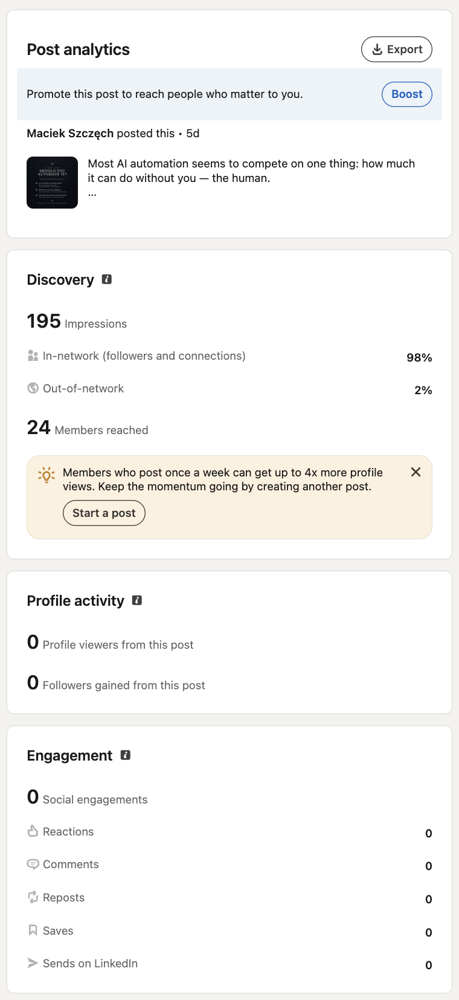 Post analytics
Export
Promote this post to reach people who matter to you.
Boost
Maciek Szczęch posted this • 5d
SHOULD YOU
AUTOMATE IT?
Most AI automation seems to compete on one thing: how much
it can do without you — the human.
...
Discovery
195 Impressions
In-network (followers and connections) 98%
Out-of-network 2%
24 Members reached
Members who post once a week can get up to 4x more profile
views. Keep the momentum going by creating another post.
Start a post
Profile activity
0 Profile viewers from this post
0 Followers gained from this post
Engagement
0 Social engagements
Reactions 0
Comments 0
Reposts 0
Saves 0
Sends on LinkedIn 0